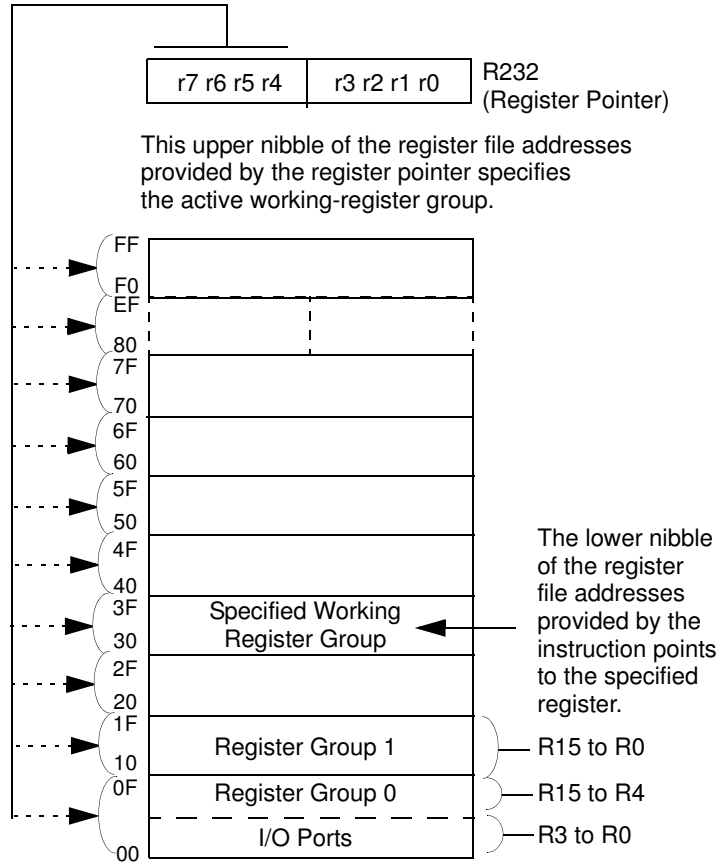 r7 r6 r5 r4
r3 r2 r1 r0
R232
(Register Pointer)
This upper nibble of the register file addresses
provided by the register pointer specifies
the active working-register group.
FF
F0
EF
80
7F
70
6F
60
5F
50
4F
40
3F
30
Specified Working
Register Group
The lower nibble
of the register
file addresses
provided by the
instruction points
to the specified
register.
2F
20
1F
10
Register Group 1
R15 to R0
0F
Register Group 0
R15 to R4
I/O Ports
R3 to R0
00